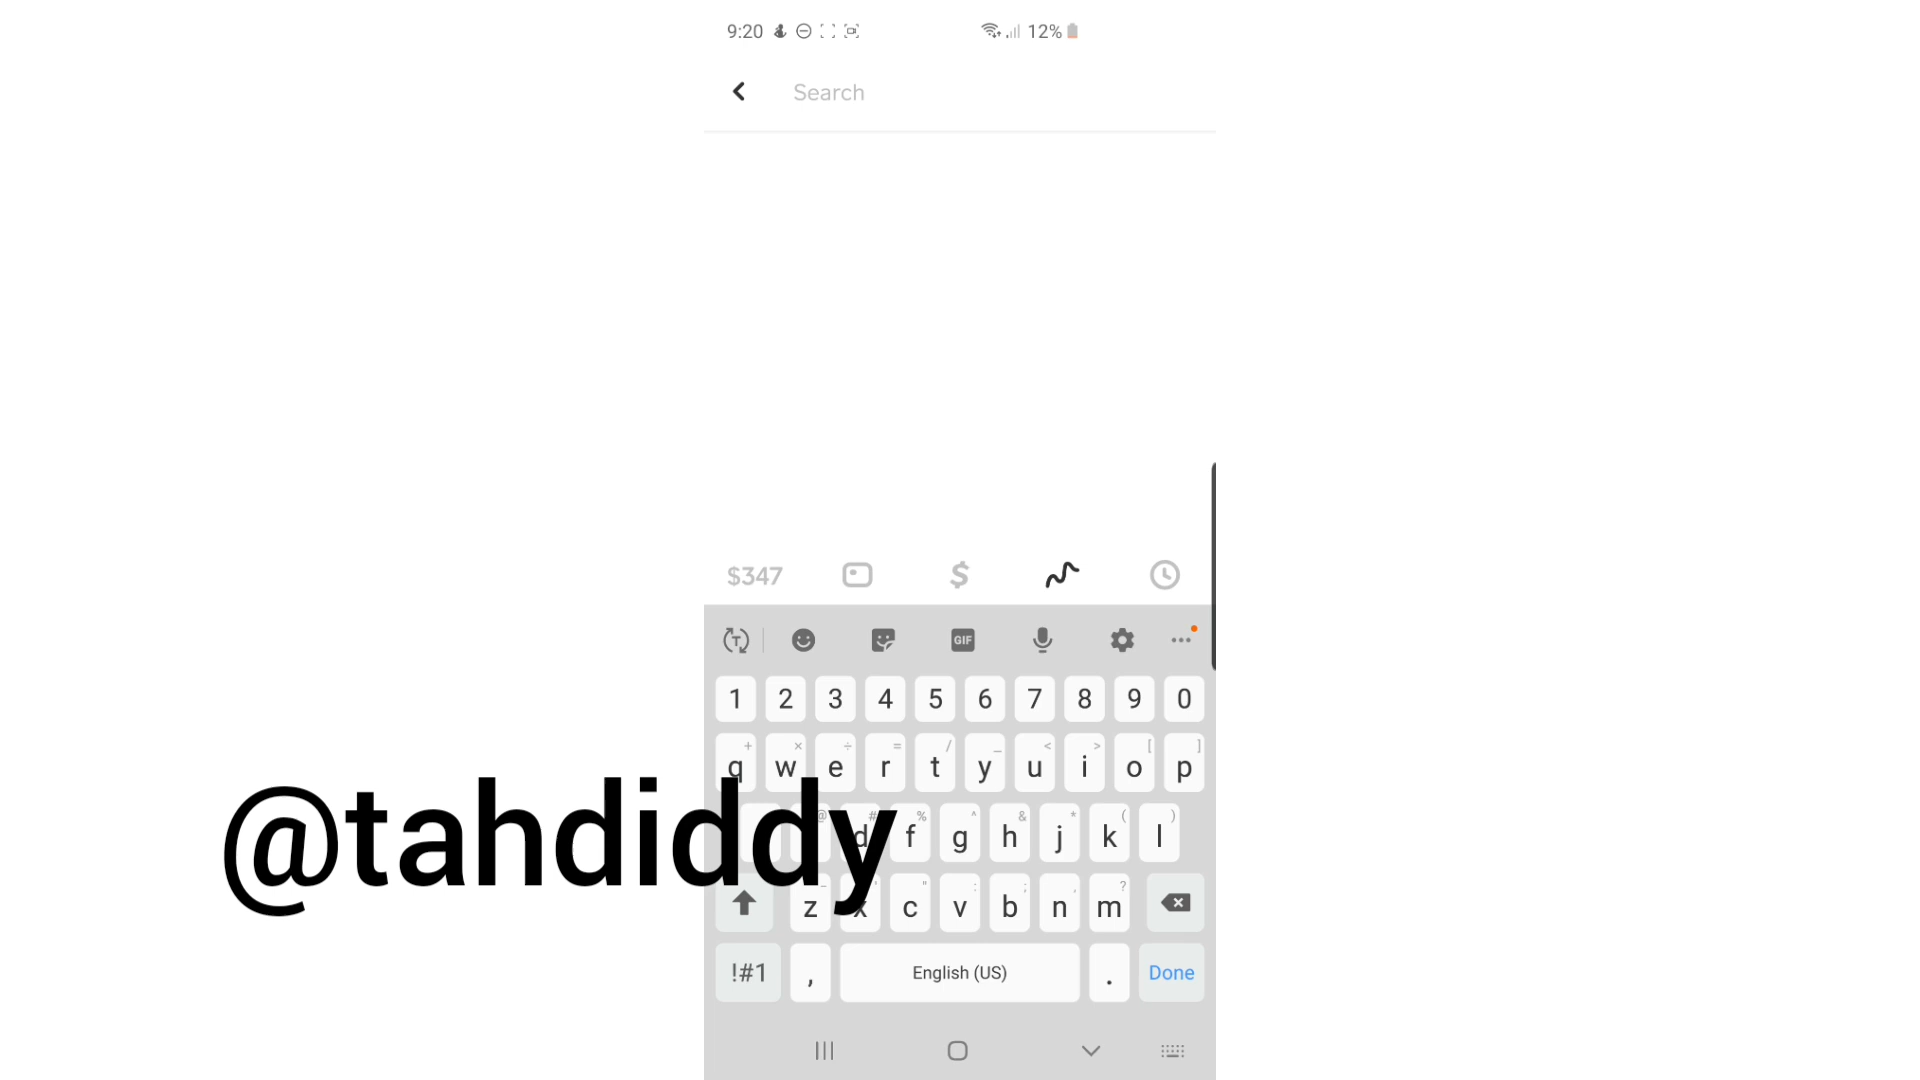 9:20 12%
Search
$347 $
T GIF
1 2 3 4 5 6 7 8 9 0
+ × ÷ = / _ < > [ ]
q w e r t y u i o p
@ # % ^ & * ( )
d f g h j k l
@tahdiddy
- ' " : ; , ?
z x c v b n m
!#1 , English (US) . Done